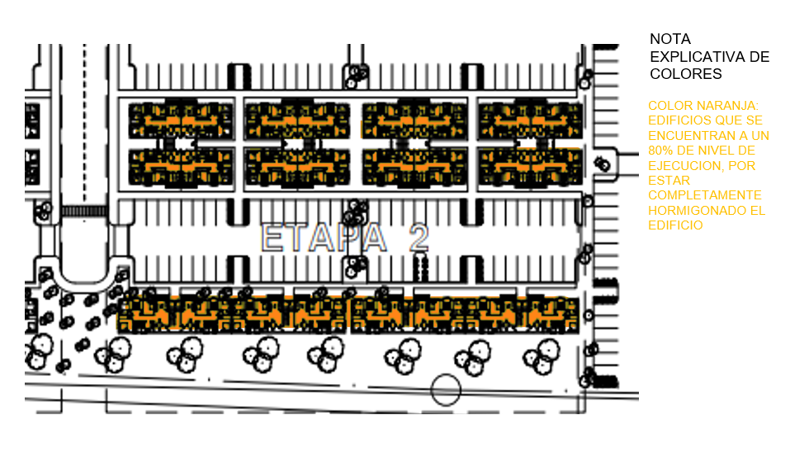 NOTA
EXPLICATIVA DE
COLORES
COLOR NARANJA:
EDIFICIOS QUE SE
ENCUENTRAN A UN
80% DE NIVEL DE
EJECUCION, POR
ESTAR
COMPLETAMENTE
HORMIGONADO EL
EDIFICIO
ETAPA 2